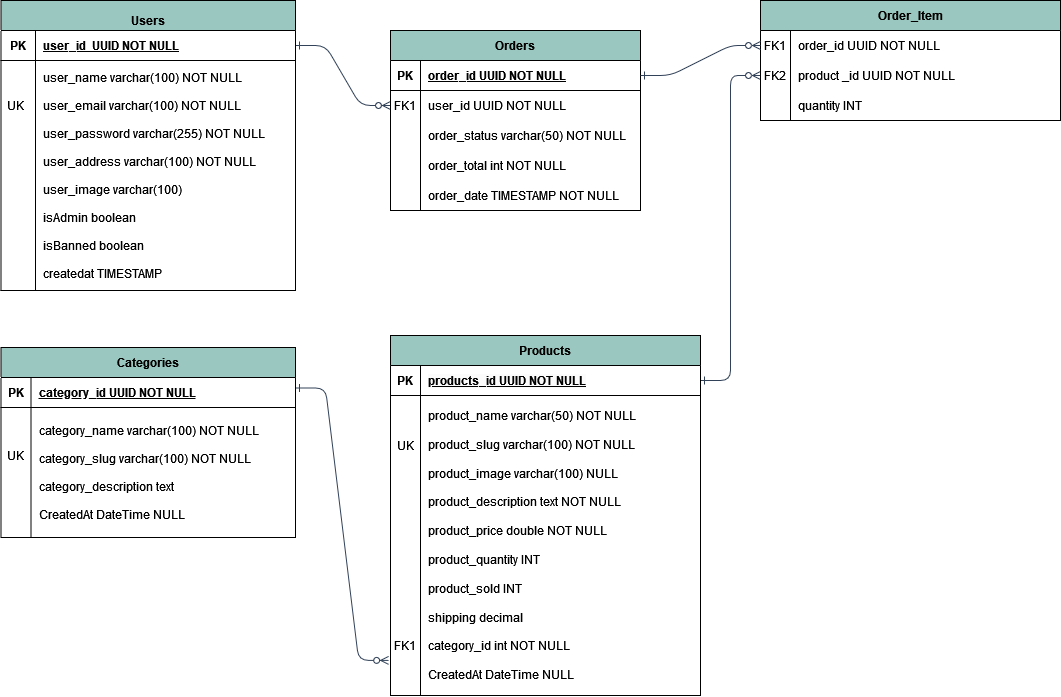 Users
PK user_id UUID NOT NULL
user_name varchar(100) NOT NULL
UK user_email varchar(100) NOT NULL
user_password varchar(255) NOT NULL
user_address varchar(100) NOT NULL
user_image varchar(100)
isAdmin boolean
isBanned boolean
createdat TIMESTAMP
Orders
PK order_id UUID NOT NULL
FK1 user_id UUID NOT NULL
order_status varchar(50) NOT NULL
order_total int NOT NULL
order_date TIMESTAMP NOT NULL
Order_Item
FK1 order_id UUID NOT NULL
FK2 product _id UUID NOT NULL
quantity INT
Categories
PK category_id UUID NOT NULL
category_name varchar(100) NOT NULL
UK category_slug varchar(100) NOT NULL
category_description text
CreatedAt DateTime NULL
Products
PK products_id UUID NOT NULL
product_name varchar(50) NOT NULL
UK product_slug varchar(100) NOT NULL
product_image varchar(100) NULL
product_description text NOT NULL
product_price double NOT NULL
product_quantity INT
product_sold INT
shipping decimal
FK1 category_id int NOT NULL
CreatedAt DateTime NULL